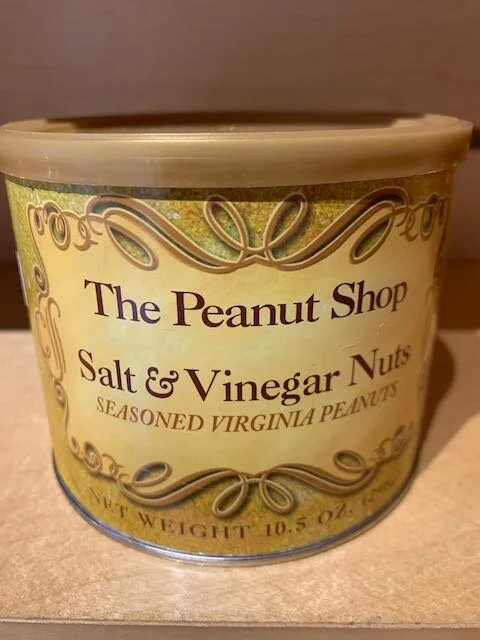 The Peanut Shop
Salt & Vinegar Nuts
SEASONED VIRGINIA PEANUTS
NET WEIGHT 10.5 OZ.